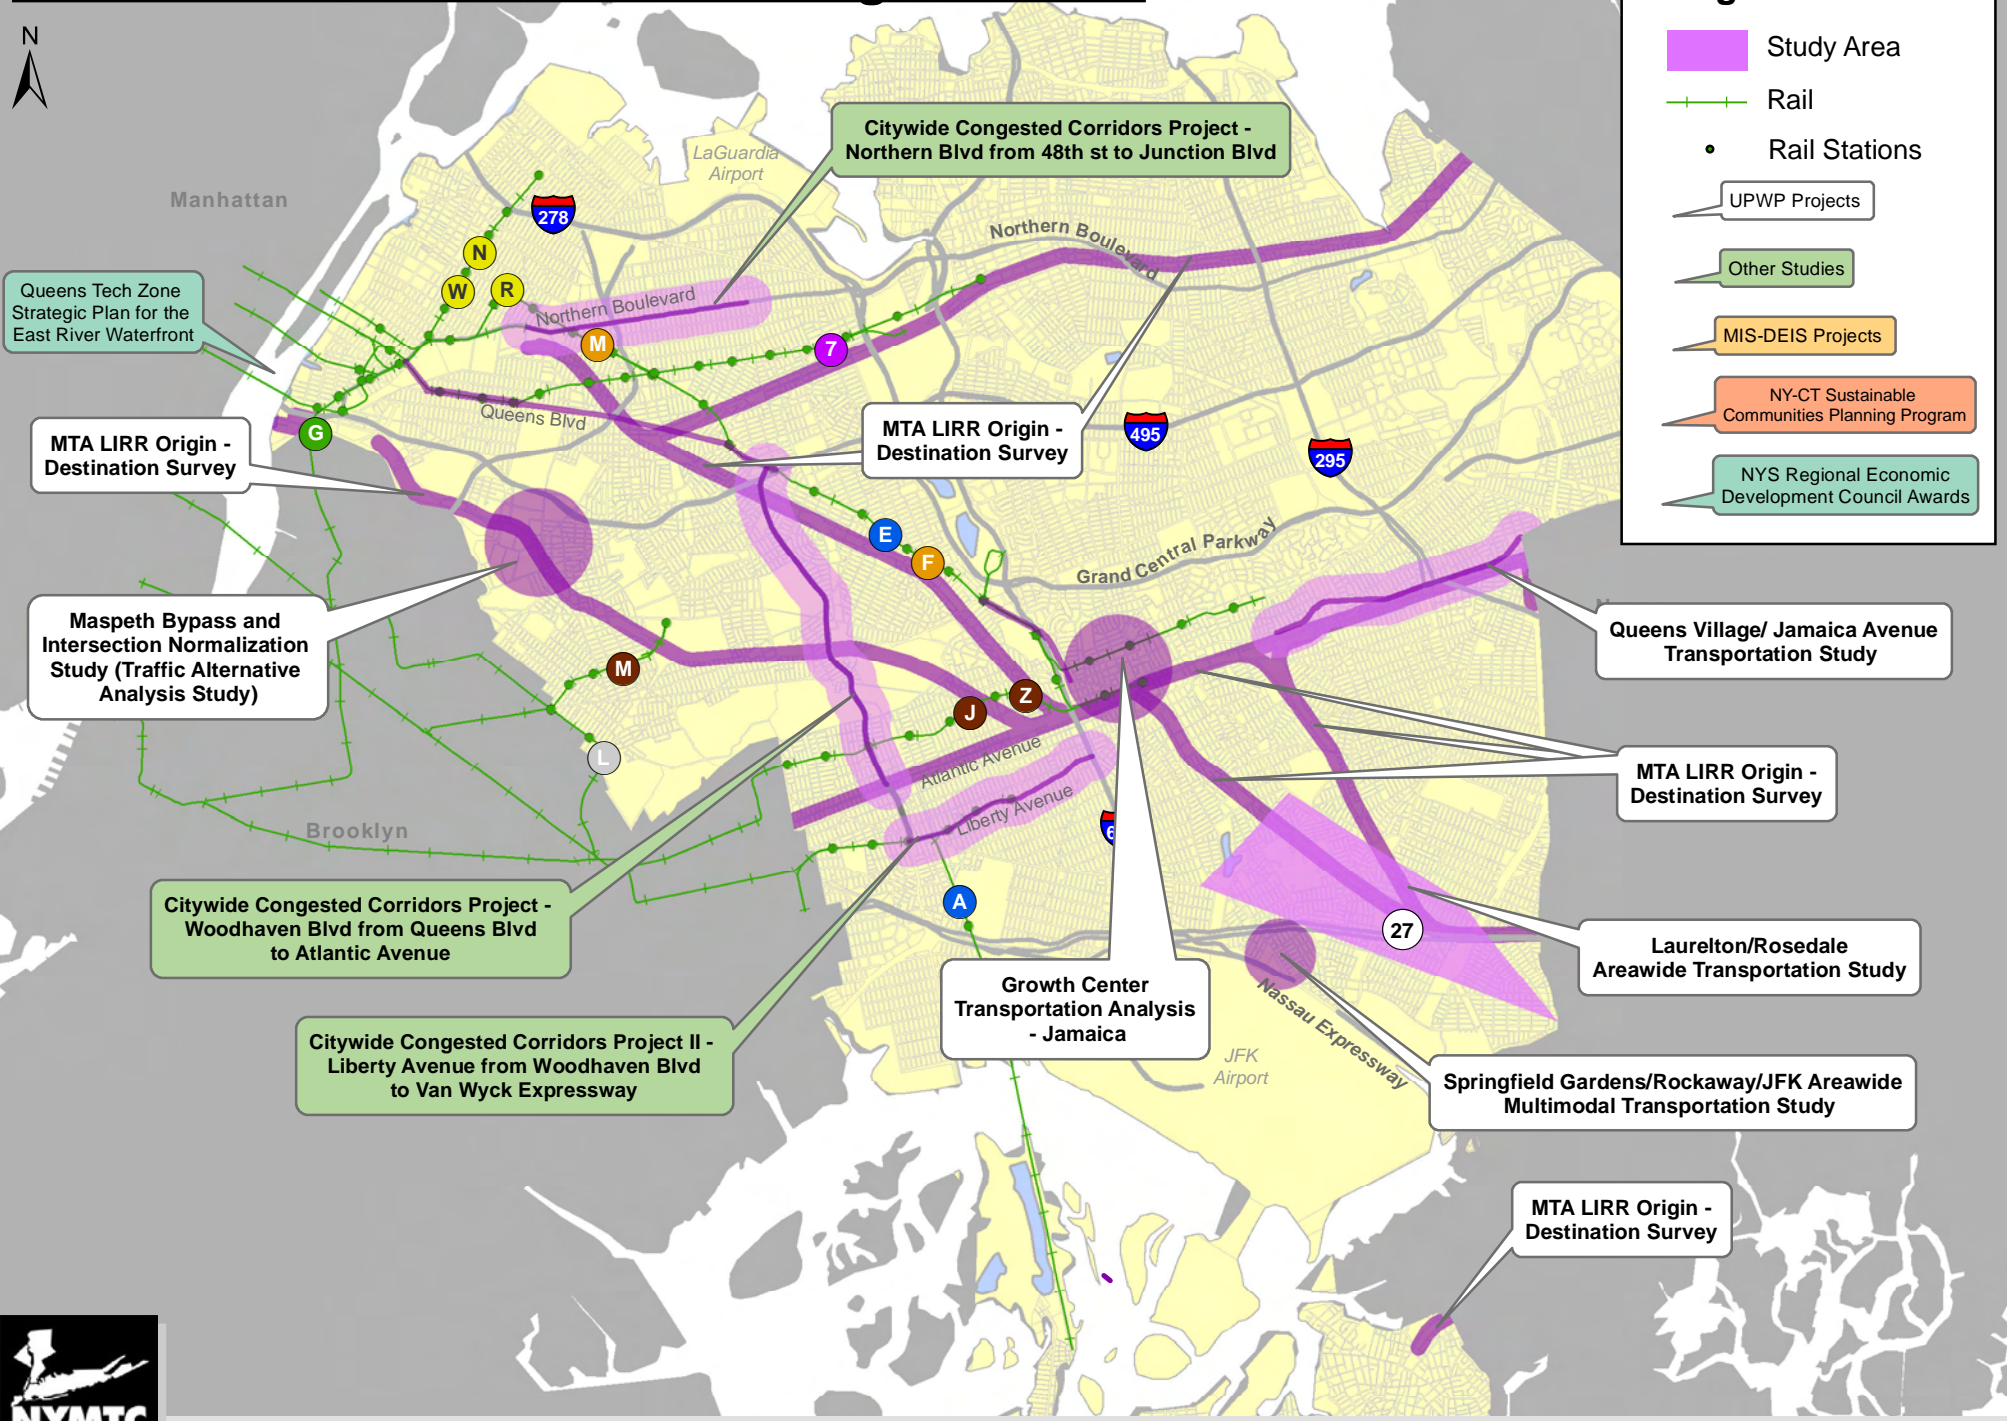 N
Study Area
Rail
Rail Stations
UPWP Projects
Other Studies
MIS-DEIS Projects
NY-CT Sustainable
Communities Planning Program
NYS Regional Economic
Development Council Awards
Citywide Congested Corridors Project -
Northern Blvd from 48th st to Junction Blvd
LaGuardia
Airport
Manhattan
278
N
W
R
Northern Boulevard
Northern Boulevard
Queens Tech Zone
Strategic Plan for the
East River Waterfront
M
7
Queens Blvd
G
MTA LIRR Origin -
Destination Survey
MTA LIRR Origin -
Destination Survey
495
295
E
F
Grand Central Parkway
Maspeth Bypass and
Intersection Normalization
Study (Traffic Alternative
Analysis Study)
Queens Village/ Jamaica Avenue
Transportation Study
M
J
Z
L
Atlantic Avenue
Liberty Avenue
MTA LIRR Origin -
Destination Survey
Brooklyn
6
A
Citywide Congested Corridors Project -
Woodhaven Blvd from Queens Blvd
to Atlantic Avenue
27
Laurelton/Rosedale
Areawide Transportation Study
Growth Center
Transportation Analysis
- Jamaica
Nassau Expressway
Citywide Congested Corridors Project II -
Liberty Avenue from Woodhaven Blvd
to Van Wyck Expressway
JFK
Airport
Springfield Gardens/Rockaway/JFK Areawide
Multimodal Transportation Study
MTA LIRR Origin -
Destination Survey
NYMTC